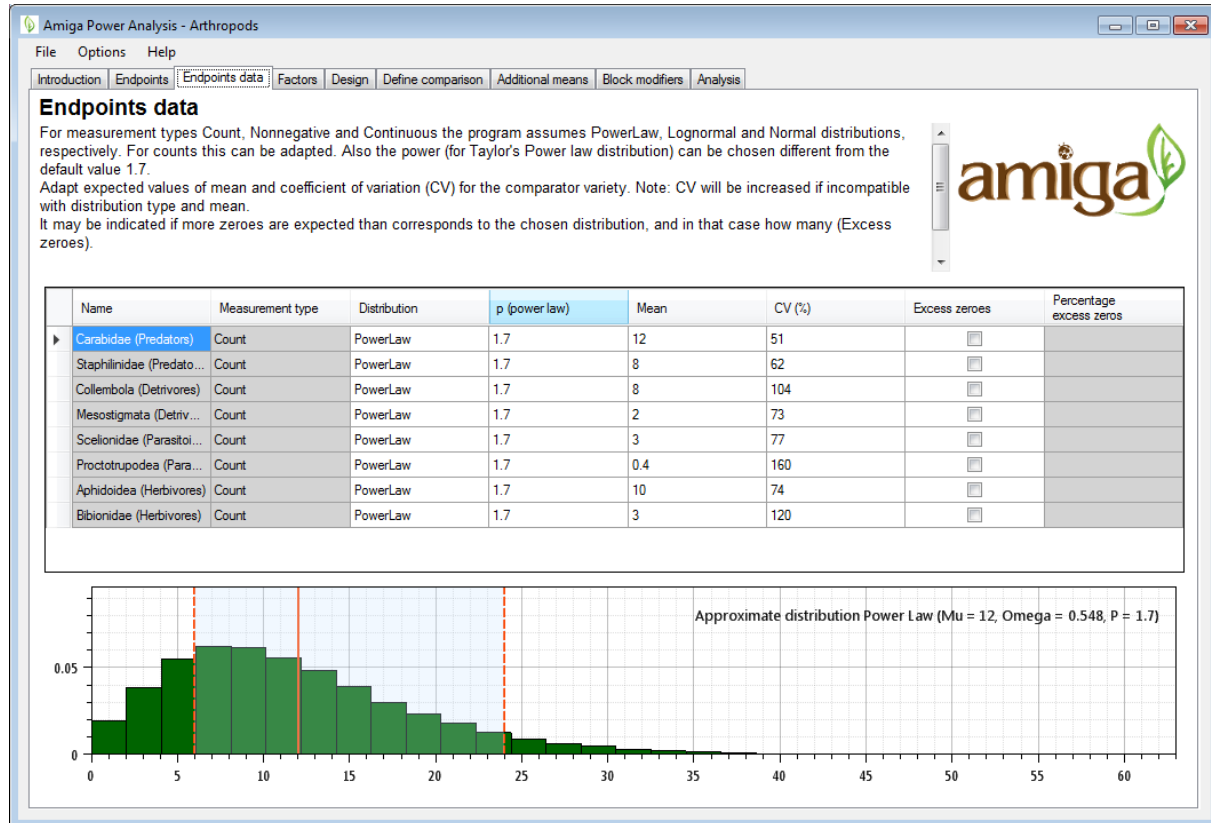 Amiga Power Analysis - Arthropods
File Options Help
Introduction Endpoints Endpoints data Factors Design Define comparison Additional means Block modifiers Analysis
Endpoints data
For measurement types Count, Nonnegative and Continuous the program assumes PowerLaw, Lognormal and Normal distributions,
respectively. For counts this can be adapted. Also the power (for Taylor's Power law distribution) can be chosen different from the
default value 1.7.
Adapt expected values of mean and coefficient of variation (CV) for the comparator variety. Note: CV will be increased if incompatible
with distribution type and mean.
It may be indicated if more zeroes are expected than corresponds to the chosen distribution, and in that case how many (Excess
zeroes).
amiga
Name Measurement type Distribution p (power law) Mean CV (%) Excess zeroes Percentage excess zeros
Carabidae (Predators) Count PowerLaw 1.7 12 51
Staphilinidae (Predato... Count PowerLaw 1.7 8 62
Collembola (Detrivores) Count PowerLaw 1.7 8 104
Mesostigmata (Detriv... Count PowerLaw 1.7 2 73
Scelionidae (Parasitoi... Count PowerLaw 1.7 3 77
Proctotrupodea (Para... Count PowerLaw 1.7 0.4 160
Aphidoidea (Herbivores) Count PowerLaw 1.7 10 74
Bibionidae (Herbivores) Count PowerLaw 1.7 3 120
Approximate distribution Power Law (Mu = 12, Omega = 0.548, P = 1.7)
0.05
0
0 5 10 15 20 25 30 35 40 45 50 55 60